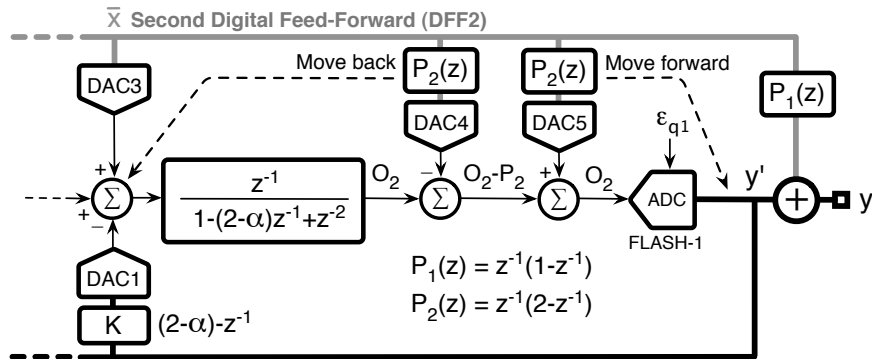 x̄ Second Digital Feed-Forward (DFF2)
Move back
P₂(z)
P₂(z)
Move forward
P₁(z)
DAC3
DAC4
DAC5
ε_q1
+
−
+
O₂
O₂-P₂
O₂
y'
+
Σ
z⁻¹
1-(2-α)z⁻¹+z⁻²
Σ
Σ
ADC
+
y
−
FLASH-1
DAC1
P₁(z) = z⁻¹(1-z⁻¹)
P₂(z) = z⁻¹(2-z⁻¹)
K
(2-α)-z⁻¹